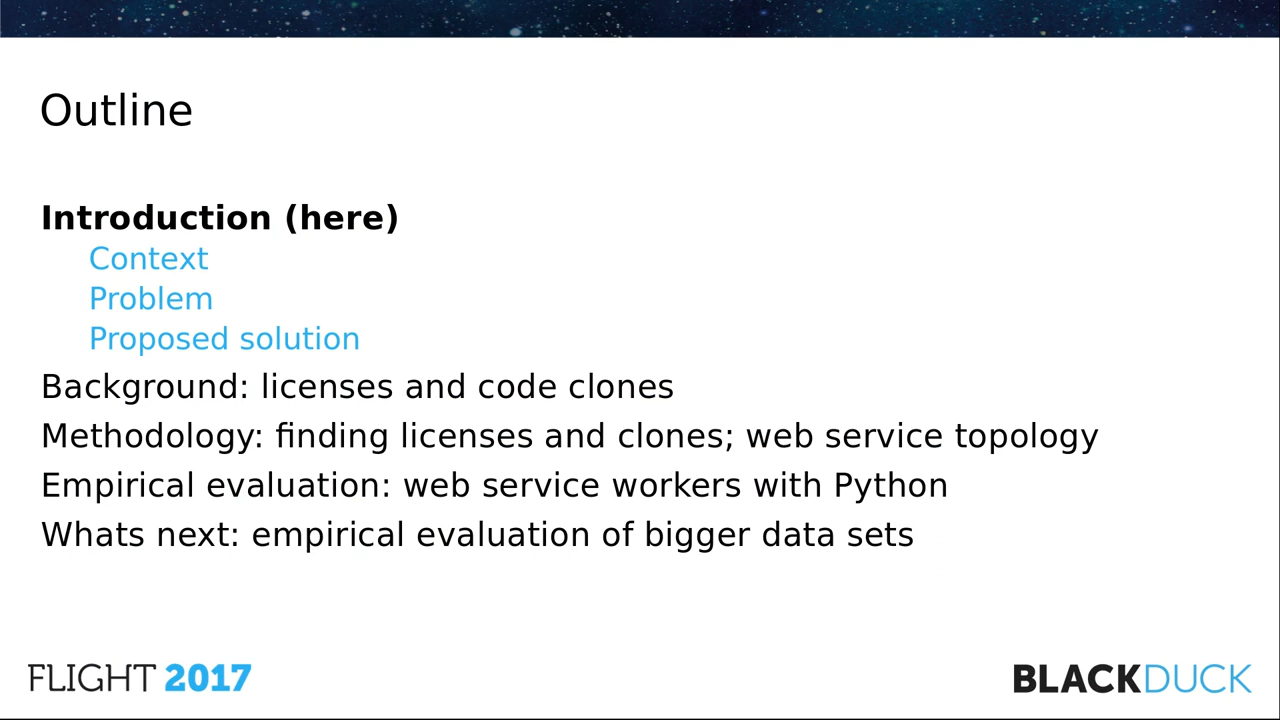 Outline
Introduction (here)
Context
Problem
Proposed solution
Background: licenses and code clones
Methodology: finding licenses and clones; web service topology
Empirical evaluation: web service workers with Python
Whats next: empirical evaluation of bigger data sets
FLIGHT 2017
BLACKDUCK